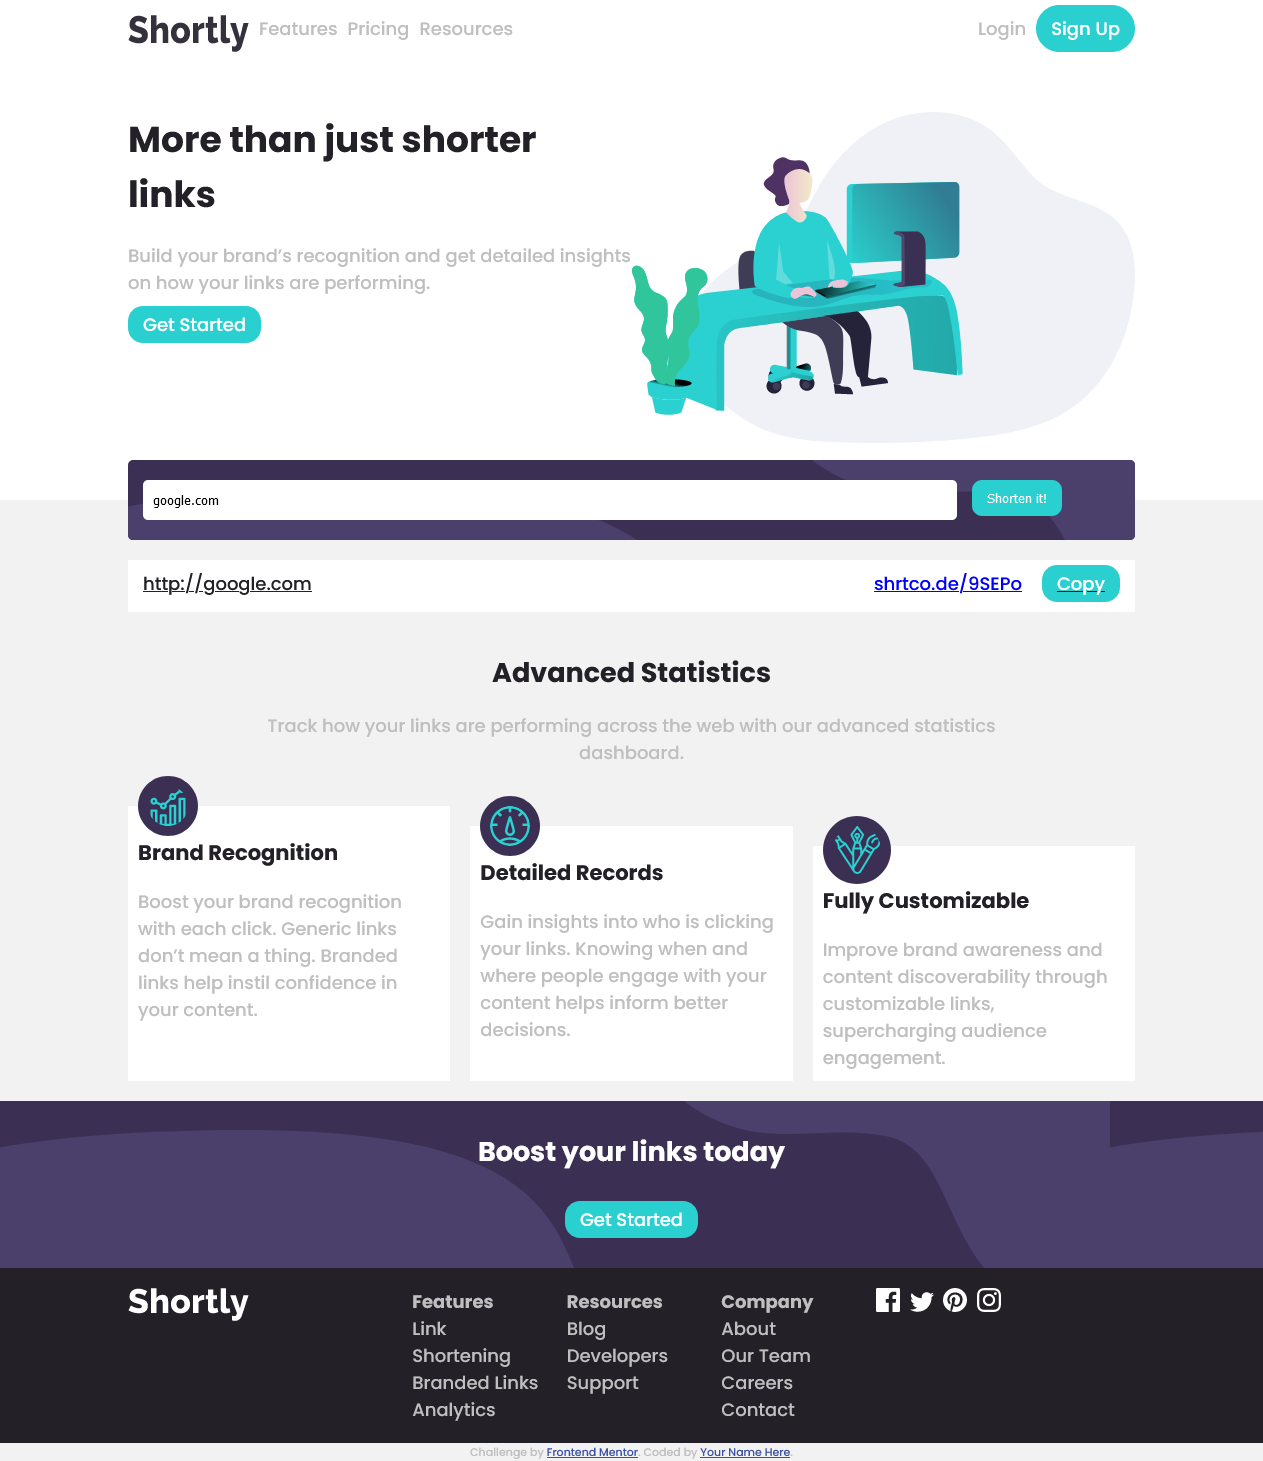 Shortly Features Pricing Resources Login Sign Up
More than just shorter
links
Build your brand’s recognition and get detailed insights
on how your links are performing.
Get Started
google.com Shorten it!
http://google.com shrtco.de/9SEPo Copy
Advanced Statistics
Track how your links are performing across the web with our advanced statistics
dashboard.
Brand Recognition
Boost your brand recognition
with each click. Generic links
don’t mean a thing. Branded
links help instil confidence in
your content.
Detailed Records
Gain insights into who is clicking
your links. Knowing when and
where people engage with your
content helps inform better
decisions.
Fully Customizable
Improve brand awareness and
content discoverability through
customizable links,
supercharging audience
engagement.
Boost your links today
Get Started
Shortly
Features
Link
Shortening
Branded Links
Analytics
Resources
Blog
Developers
Support
Company
About
Our Team
Careers
Contact
Challenge by Frontend Mentor. Coded by Your Name Here.